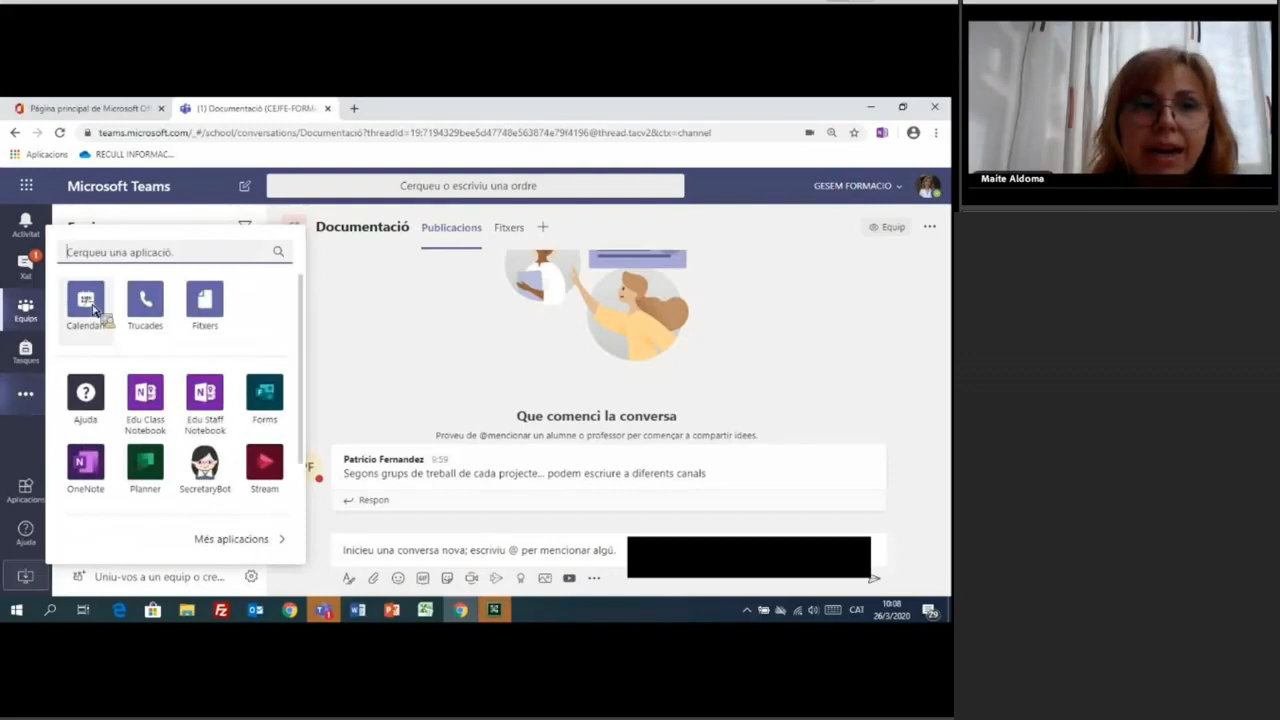 Página principal de Microsoft Of
(1) Documentació (CEJFE-FORM
teams.microsoft.com/_#/school/conversations/Documentació?threadId=19:7194329bee5d47748e563874e79f4196@thread.tacv2&ctx=channel
Aplicacions
RECULL INFORMAC...
Microsoft Teams
Cerqueu o escriviu una ordre
GESEM FORMACIO
Maite Aldoma
Activitat
Xat
1
Equips
Tasques
Aplicacions
Ajuda
Documentació
Publicacions
Fitxers
Equip
Cerqueu una aplicació.
Calendari
Trucades
Fitxers
Ajuda
Edu Class Notebook
Edu Staff Notebook
Forms
OneNote
Planner
SecretaryBot
Stream
Més aplicacions
Uniu-vos a un equip o cre...
Que comenci la conversa
Proveu de @mencionar un alumne o professor per començar a compartir idees.
Patrício Fernandez 9:59
Segons grups de treball de cada projecte... podem escriure a diferents canals
Respon
Inicieu una conversa nova; escriviu @ per mencionar algú.
CAT
10:08
26/3/2020
29